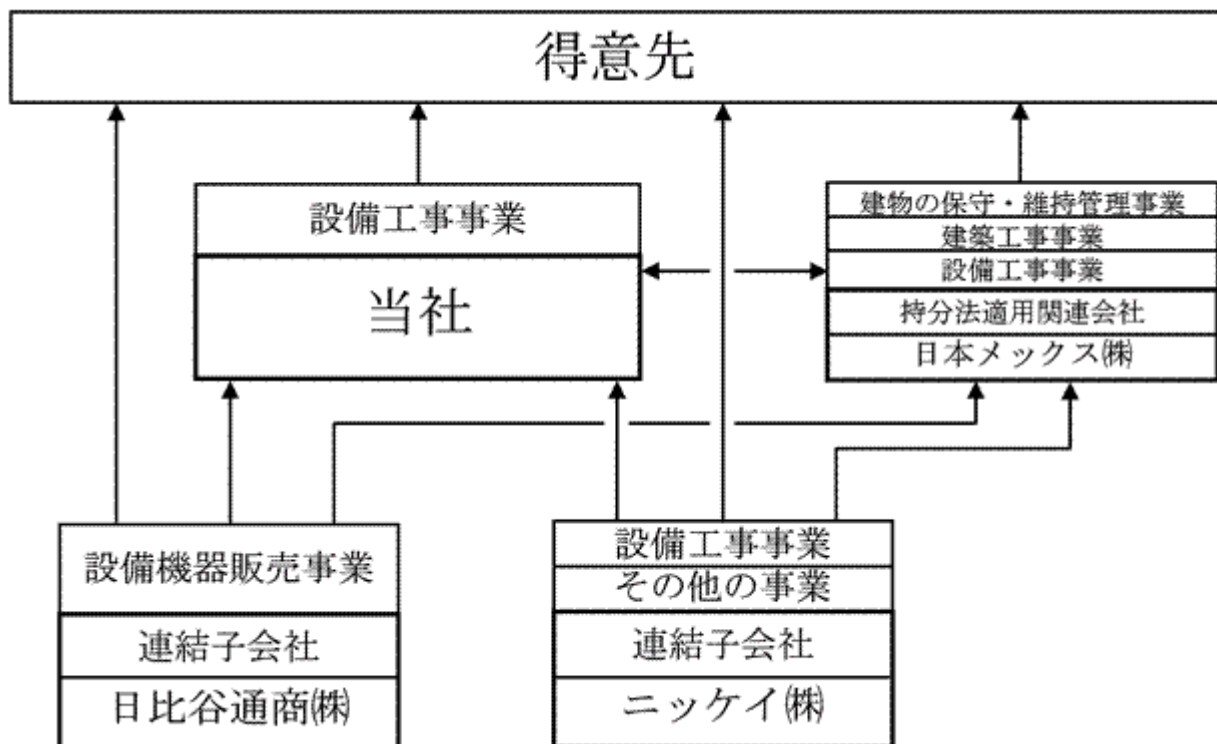 得意先
設備工事事業
当社
建物の保守・維持管理事業
建築工事事業
設備工事事業
持分法適用関連会社
日本メックス㈱
設備機器販売事業
連結子会社
日比谷通商㈱
設備工事事業
その他の事業
連結子会社
ニッケイ㈱